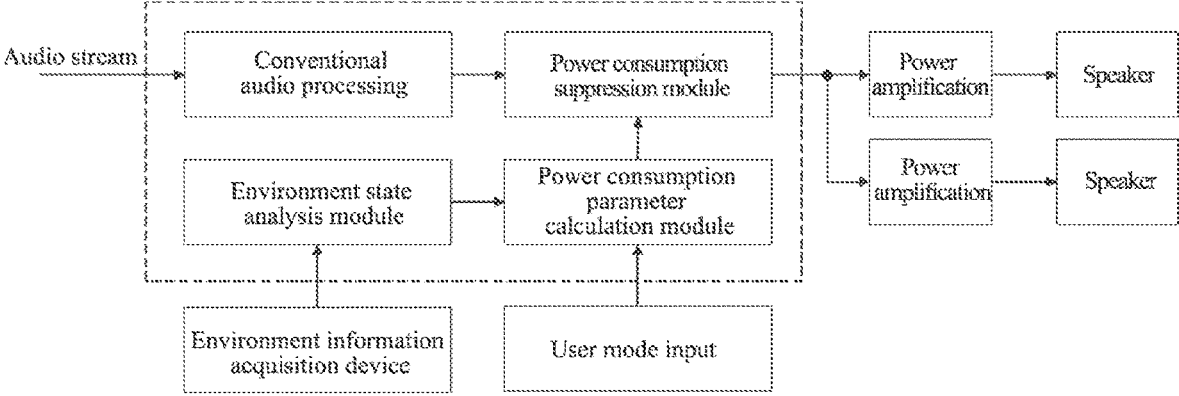 Audio stream
Conventional
audio processing
Power consumption
suppression module
Power
amplification
Speaker
Environment state
analysis module
Power consumption
parameter
calculation module
Power
amplification
Speaker
Environment information
acquisition device
User mode input